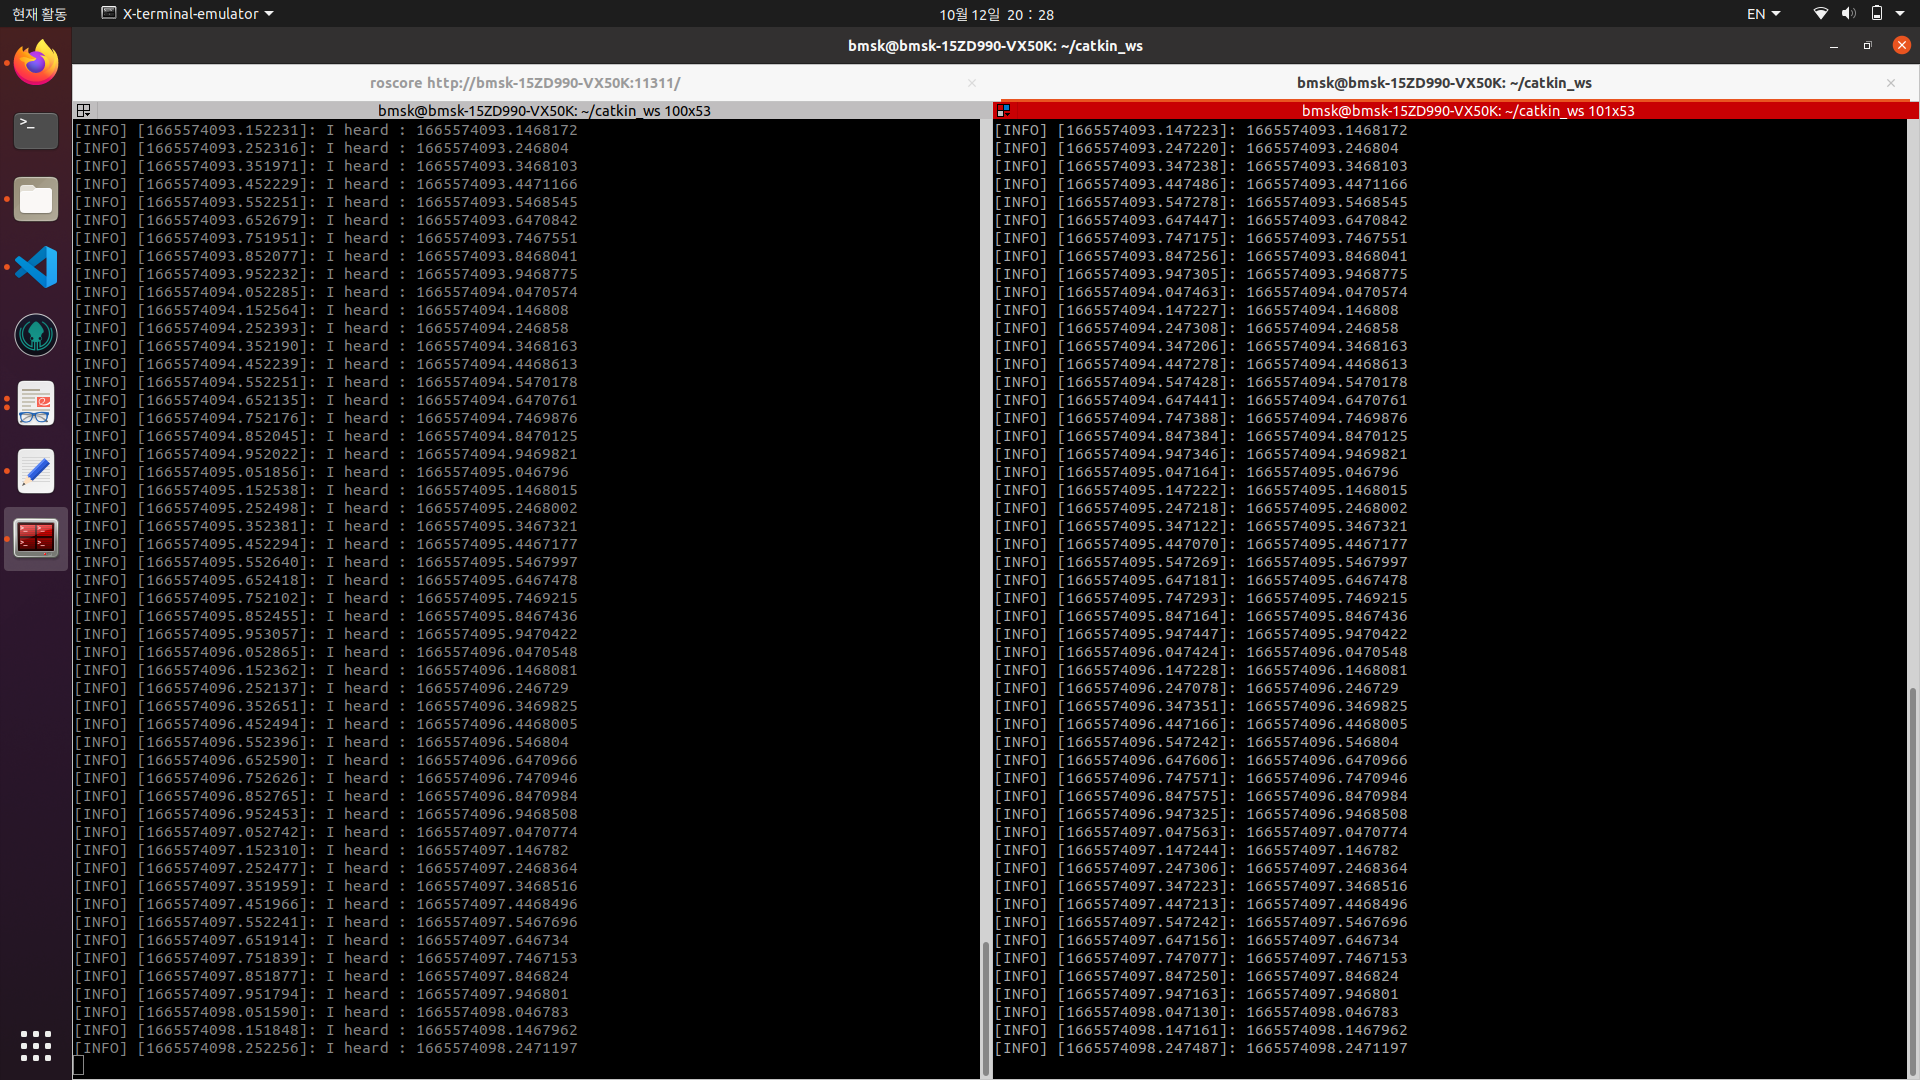 현재 활동
X-terminal-emulator
10월 12일 20 : 28
EN
bmsk@bmsk-15ZD990-VX50K: ~/catkin_ws
roscore http://bmsk-15ZD990-VX50K:11311/
bmsk@bmsk-15ZD990-VX50K: ~/catkin_ws
bmsk@bmsk-15ZD990-VX50K: ~/catkin_ws 100x53
[INFO] [1665574093.152231]: I heard : 1665574093.1468172
[INFO] [1665574093.252316]: I heard : 1665574093.246804
[INFO] [1665574093.351971]: I heard : 1665574093.3468103
[INFO] [1665574093.452229]: I heard : 1665574093.4471166
[INFO] [1665574093.552251]: I heard : 1665574093.5468545
[INFO] [1665574093.652679]: I heard : 1665574093.6470842
[INFO] [1665574093.751951]: I heard : 1665574093.7467551
[INFO] [1665574093.852077]: I heard : 1665574093.8468041
[INFO] [1665574093.952232]: I heard : 1665574093.9468775
[INFO] [1665574094.052285]: I heard : 1665574094.0470574
[INFO] [1665574094.152564]: I heard : 1665574094.146808
[INFO] [1665574094.252393]: I heard : 1665574094.246858
[INFO] [1665574094.352190]: I heard : 1665574094.3468163
[INFO] [1665574094.452239]: I heard : 1665574094.4468613
[INFO] [1665574094.552251]: I heard : 1665574094.5470178
[INFO] [1665574094.652135]: I heard : 1665574094.6470761
[INFO] [1665574094.752176]: I heard : 1665574094.7469876
[INFO] [1665574094.852045]: I heard : 1665574094.8470125
[INFO] [1665574094.952022]: I heard : 1665574094.9469821
[INFO] [1665574095.051856]: I heard : 1665574095.046796
[INFO] [1665574095.152538]: I heard : 1665574095.1468015
[INFO] [1665574095.252498]: I heard : 1665574095.2468002
[INFO] [1665574095.352381]: I heard : 1665574095.3467321
[INFO] [1665574095.452294]: I heard : 1665574095.4467177
[INFO] [1665574095.552640]: I heard : 1665574095.5467997
[INFO] [1665574095.652418]: I heard : 1665574095.6467478
[INFO] [1665574095.752102]: I heard : 1665574095.7469215
[INFO] [1665574095.852455]: I heard : 1665574095.8467436
[INFO] [1665574095.953057]: I heard : 1665574095.9470422
[INFO] [1665574096.052865]: I heard : 1665574096.0470548
[INFO] [1665574096.152362]: I heard : 1665574096.1468081
[INFO] [1665574096.252137]: I heard : 1665574096.246729
[INFO] [1665574096.352651]: I heard : 1665574096.3469825
[INFO] [1665574096.452494]: I heard : 1665574096.4468005
[INFO] [1665574096.552396]: I heard : 1665574096.546804
[INFO] [1665574096.652590]: I heard : 1665574096.6470966
[INFO] [1665574096.752626]: I heard : 1665574096.7470946
[INFO] [1665574096.852765]: I heard : 1665574096.8470984
[INFO] [1665574096.952453]: I heard : 1665574096.9468508
[INFO] [1665574097.052742]: I heard : 1665574097.0470774
[INFO] [1665574097.152310]: I heard : 1665574097.146782
[INFO] [1665574097.252477]: I heard : 1665574097.2468364
[INFO] [1665574097.351959]: I heard : 1665574097.3468516
[INFO] [1665574097.451966]: I heard : 1665574097.4468496
[INFO] [1665574097.552241]: I heard : 1665574097.5467696
[INFO] [1665574097.651914]: I heard : 1665574097.646734
[INFO] [1665574097.751839]: I heard : 1665574097.7467153
[INFO] [1665574097.851877]: I heard : 1665574097.846824
[INFO] [1665574097.951794]: I heard : 1665574097.946801
[INFO] [1665574098.051590]: I heard : 1665574098.046783
[INFO] [1665574098.151848]: I heard : 1665574098.1467962
[INFO] [1665574098.252256]: I heard : 1665574098.2471197
bmsk@bmsk-15ZD990-VX50K: ~/catkin_ws 101x53
[INFO] [1665574093.147223]: 1665574093.1468172
[INFO] [1665574093.247220]: 1665574093.246804
[INFO] [1665574093.347238]: 1665574093.3468103
[INFO] [1665574093.447486]: 1665574093.4471166
[INFO] [1665574093.547278]: 1665574093.5468545
[INFO] [1665574093.647447]: 1665574093.6470842
[INFO] [1665574093.747175]: 1665574093.7467551
[INFO] [1665574093.847256]: 1665574093.8468041
[INFO] [1665574093.947305]: 1665574093.9468775
[INFO] [1665574094.047463]: 1665574094.0470574
[INFO] [1665574094.147227]: 1665574094.146808
[INFO] [1665574094.247308]: 1665574094.246858
[INFO] [1665574094.347206]: 1665574094.3468163
[INFO] [1665574094.447278]: 1665574094.4468613
[INFO] [1665574094.547428]: 1665574094.5470178
[INFO] [1665574094.647441]: 1665574094.6470761
[INFO] [1665574094.747388]: 1665574094.7469876
[INFO] [1665574094.847384]: 1665574094.8470125
[INFO] [1665574094.947346]: 1665574094.9469821
[INFO] [1665574095.047164]: 1665574095.046796
[INFO] [1665574095.147222]: 1665574095.1468015
[INFO] [1665574095.247218]: 1665574095.2468002
[INFO] [1665574095.347122]: 1665574095.3467321
[INFO] [1665574095.447070]: 1665574095.4467177
[INFO] [1665574095.547269]: 1665574095.5467997
[INFO] [1665574095.647181]: 1665574095.6467478
[INFO] [1665574095.747293]: 1665574095.7469215
[INFO] [1665574095.847164]: 1665574095.8467436
[INFO] [1665574095.947447]: 1665574095.9470422
[INFO] [1665574096.047424]: 1665574096.0470548
[INFO] [1665574096.147228]: 1665574096.1468081
[INFO] [1665574096.247078]: 1665574096.246729
[INFO] [1665574096.347351]: 1665574096.3469825
[INFO] [1665574096.447166]: 1665574096.4468005
[INFO] [1665574096.547242]: 1665574096.546804
[INFO] [1665574096.647606]: 1665574096.6470966
[INFO] [1665574096.747571]: 1665574096.7470946
[INFO] [1665574096.847575]: 1665574096.8470984
[INFO] [1665574096.947325]: 1665574096.9468508
[INFO] [1665574097.047563]: 1665574097.0470774
[INFO] [1665574097.147244]: 1665574097.146782
[INFO] [1665574097.247306]: 1665574097.2468364
[INFO] [1665574097.347223]: 1665574097.3468516
[INFO] [1665574097.447213]: 1665574097.4468496
[INFO] [1665574097.547242]: 1665574097.5467696
[INFO] [1665574097.647156]: 1665574097.646734
[INFO] [1665574097.747077]: 1665574097.7467153
[INFO] [1665574097.847250]: 1665574097.846824
[INFO] [1665574097.947163]: 1665574097.946801
[INFO] [1665574098.047130]: 1665574098.046783
[INFO] [1665574098.147161]: 1665574098.1467962
[INFO] [1665574098.247487]: 1665574098.2471197